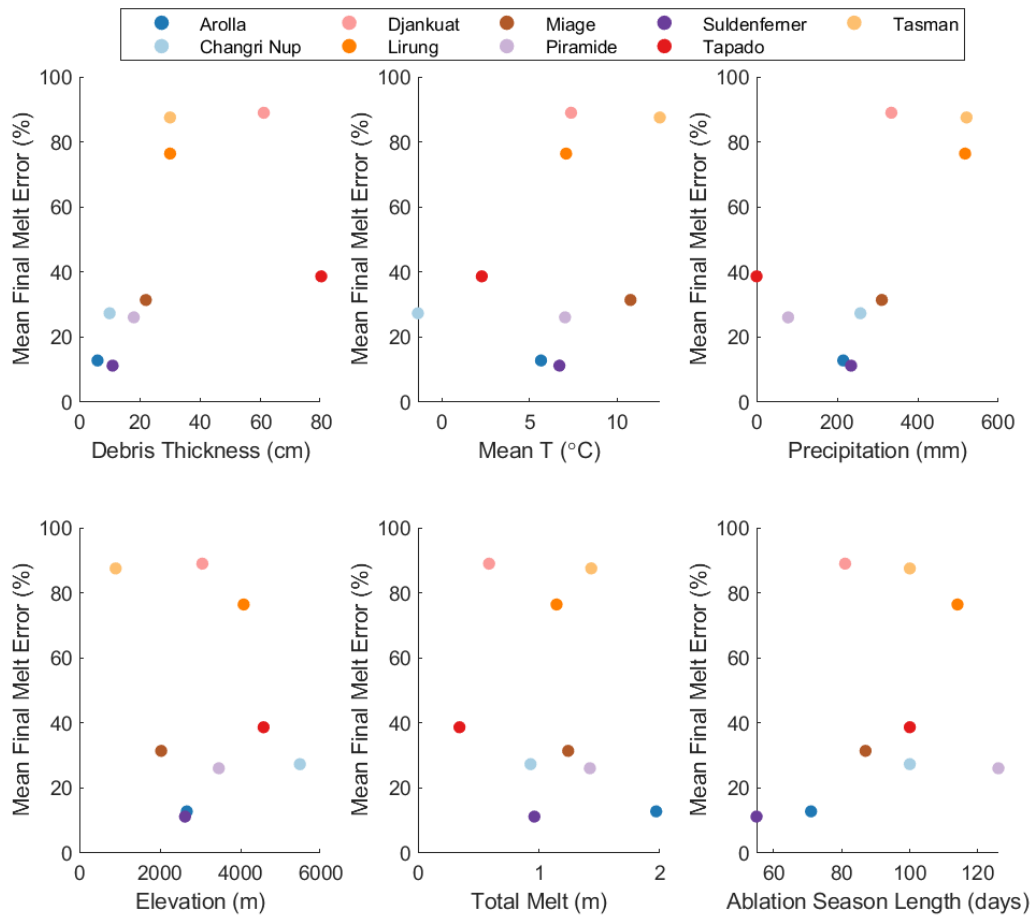 Arolla Djankuat Miage Suldenferner Tasman
Changri Nup Lirung Piramide Tapado
100
80
60
40
20
0
Mean Final Melt Error (%)
0 20 40 60 80
Debris Thickness (cm)
100
80
60
40
20
0
Mean Final Melt Error (%)
0 5 10
Mean T (°C)
100
80
60
40
20
0
Mean Final Melt Error (%)
0 200 400 600
Precipitation (mm)
100
80
60
40
20
0
Mean Final Melt Error (%)
0 2000 4000 6000
Elevation (m)
100
80
60
40
20
0
Mean Final Melt Error (%)
0 1 2
Total Melt (m)
100
80
60
40
20
0
Mean Final Melt Error (%)
60 80 100 120
Ablation Season Length (days)